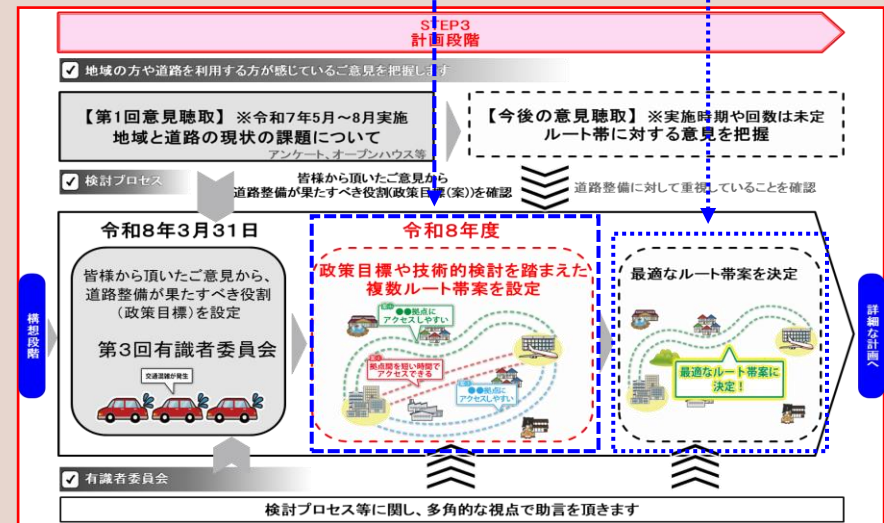 STEP3
計画段階
地域の方や道路を利用する方が感じているご意見を把握します
【第1回意見聴取】 ※令和7年5月～8月実施
地域と道路の現状の課題について
アンケート、オープンハウス等
【今後の意見聴取】 ※実施時期や回数は未定
ルート帯に対する意見を把握
検討プロセス
皆様から頂いたご意見から
道路整備が果たすべき役割(政策目標(案))を確認
道路整備に対して重視していることを確認
構想段階
令和8年3月31日
皆様から頂いたご意見から、
道路整備が果たすべき役割
(政策目標)を設定
第3回有識者委員会
交通混雑が発生
令和8年度
政策目標や技術的検討を踏まえた
複数ルート帯案を設定
●●拠点に
アクセスしやすい
拠点間を短い時間で
アクセスできる
●●拠点に
アクセスしやすい
最適なルート帯案を決定
最適なルート帯案に
決定！
詳細な計画へ
有識者委員会
検討プロセス等に関し、多角的な視点で助言を頂きます